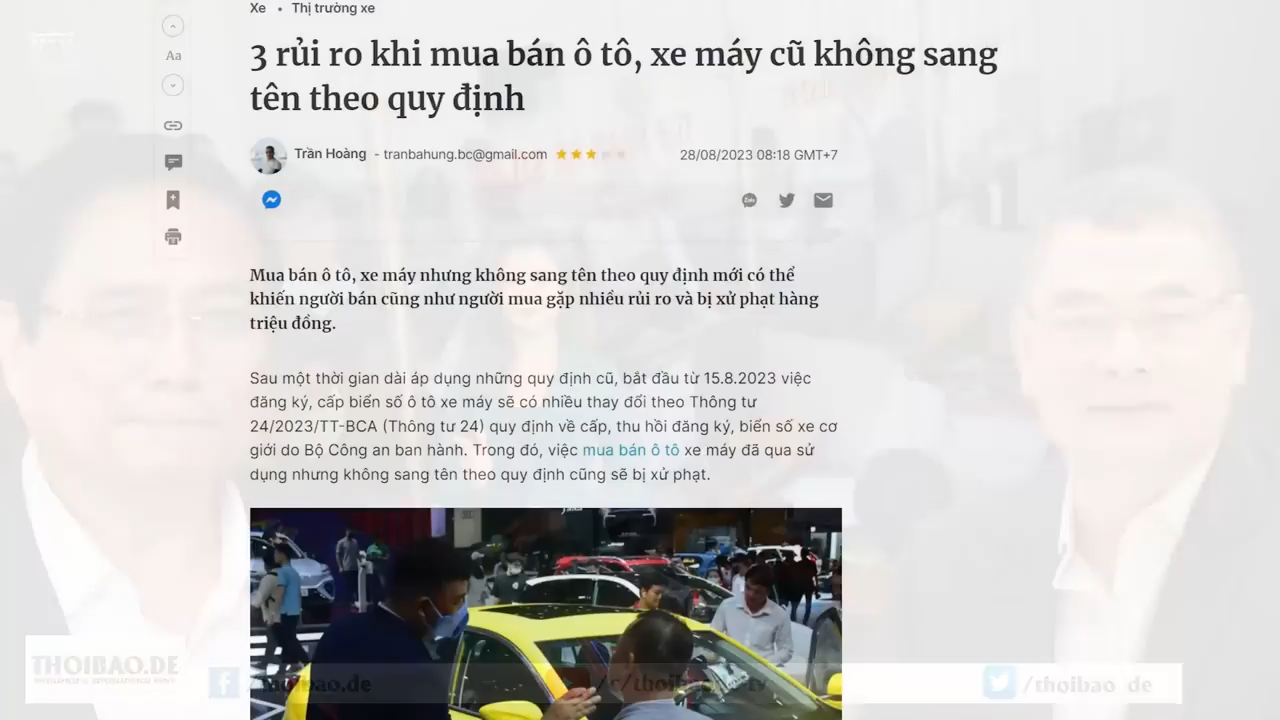 Xe • Thị trường xe
3 rủi ro khi mua bán ô tô, xe máy cũ không sang
tên theo quy định
Aa
Trần Hoàng - tranbahung.bc@gmail.com
28/08/2023 08:18 GMT+7
Zalo
Mua bán ô tô, xe máy nhưng không sang tên theo quy định mới có thể
khiến người bán cũng như người mua gặp nhiều rủi ro và bị xử phạt hàng
triệu đồng.
Sau một thời gian dài áp dụng những quy định cũ, bắt đầu từ 15.8.2023 việc
đăng ký, cấp biển số ô tô xe máy sẽ có nhiều thay đổi theo Thông tư
24/2023/TT-BCA (Thông tư 24) quy định về cấp, thu hồi đăng ký, biển số xe cơ
giới do Bộ Công an ban hành. Trong đó, việc mua bán ô tô xe máy đã qua sử
dụng nhưng không sang tên theo quy định cũng sẽ bị xử phạt.
THOIBAO.DE
f /thoibao.de
/c/thoibao
tv
/thoibao_de